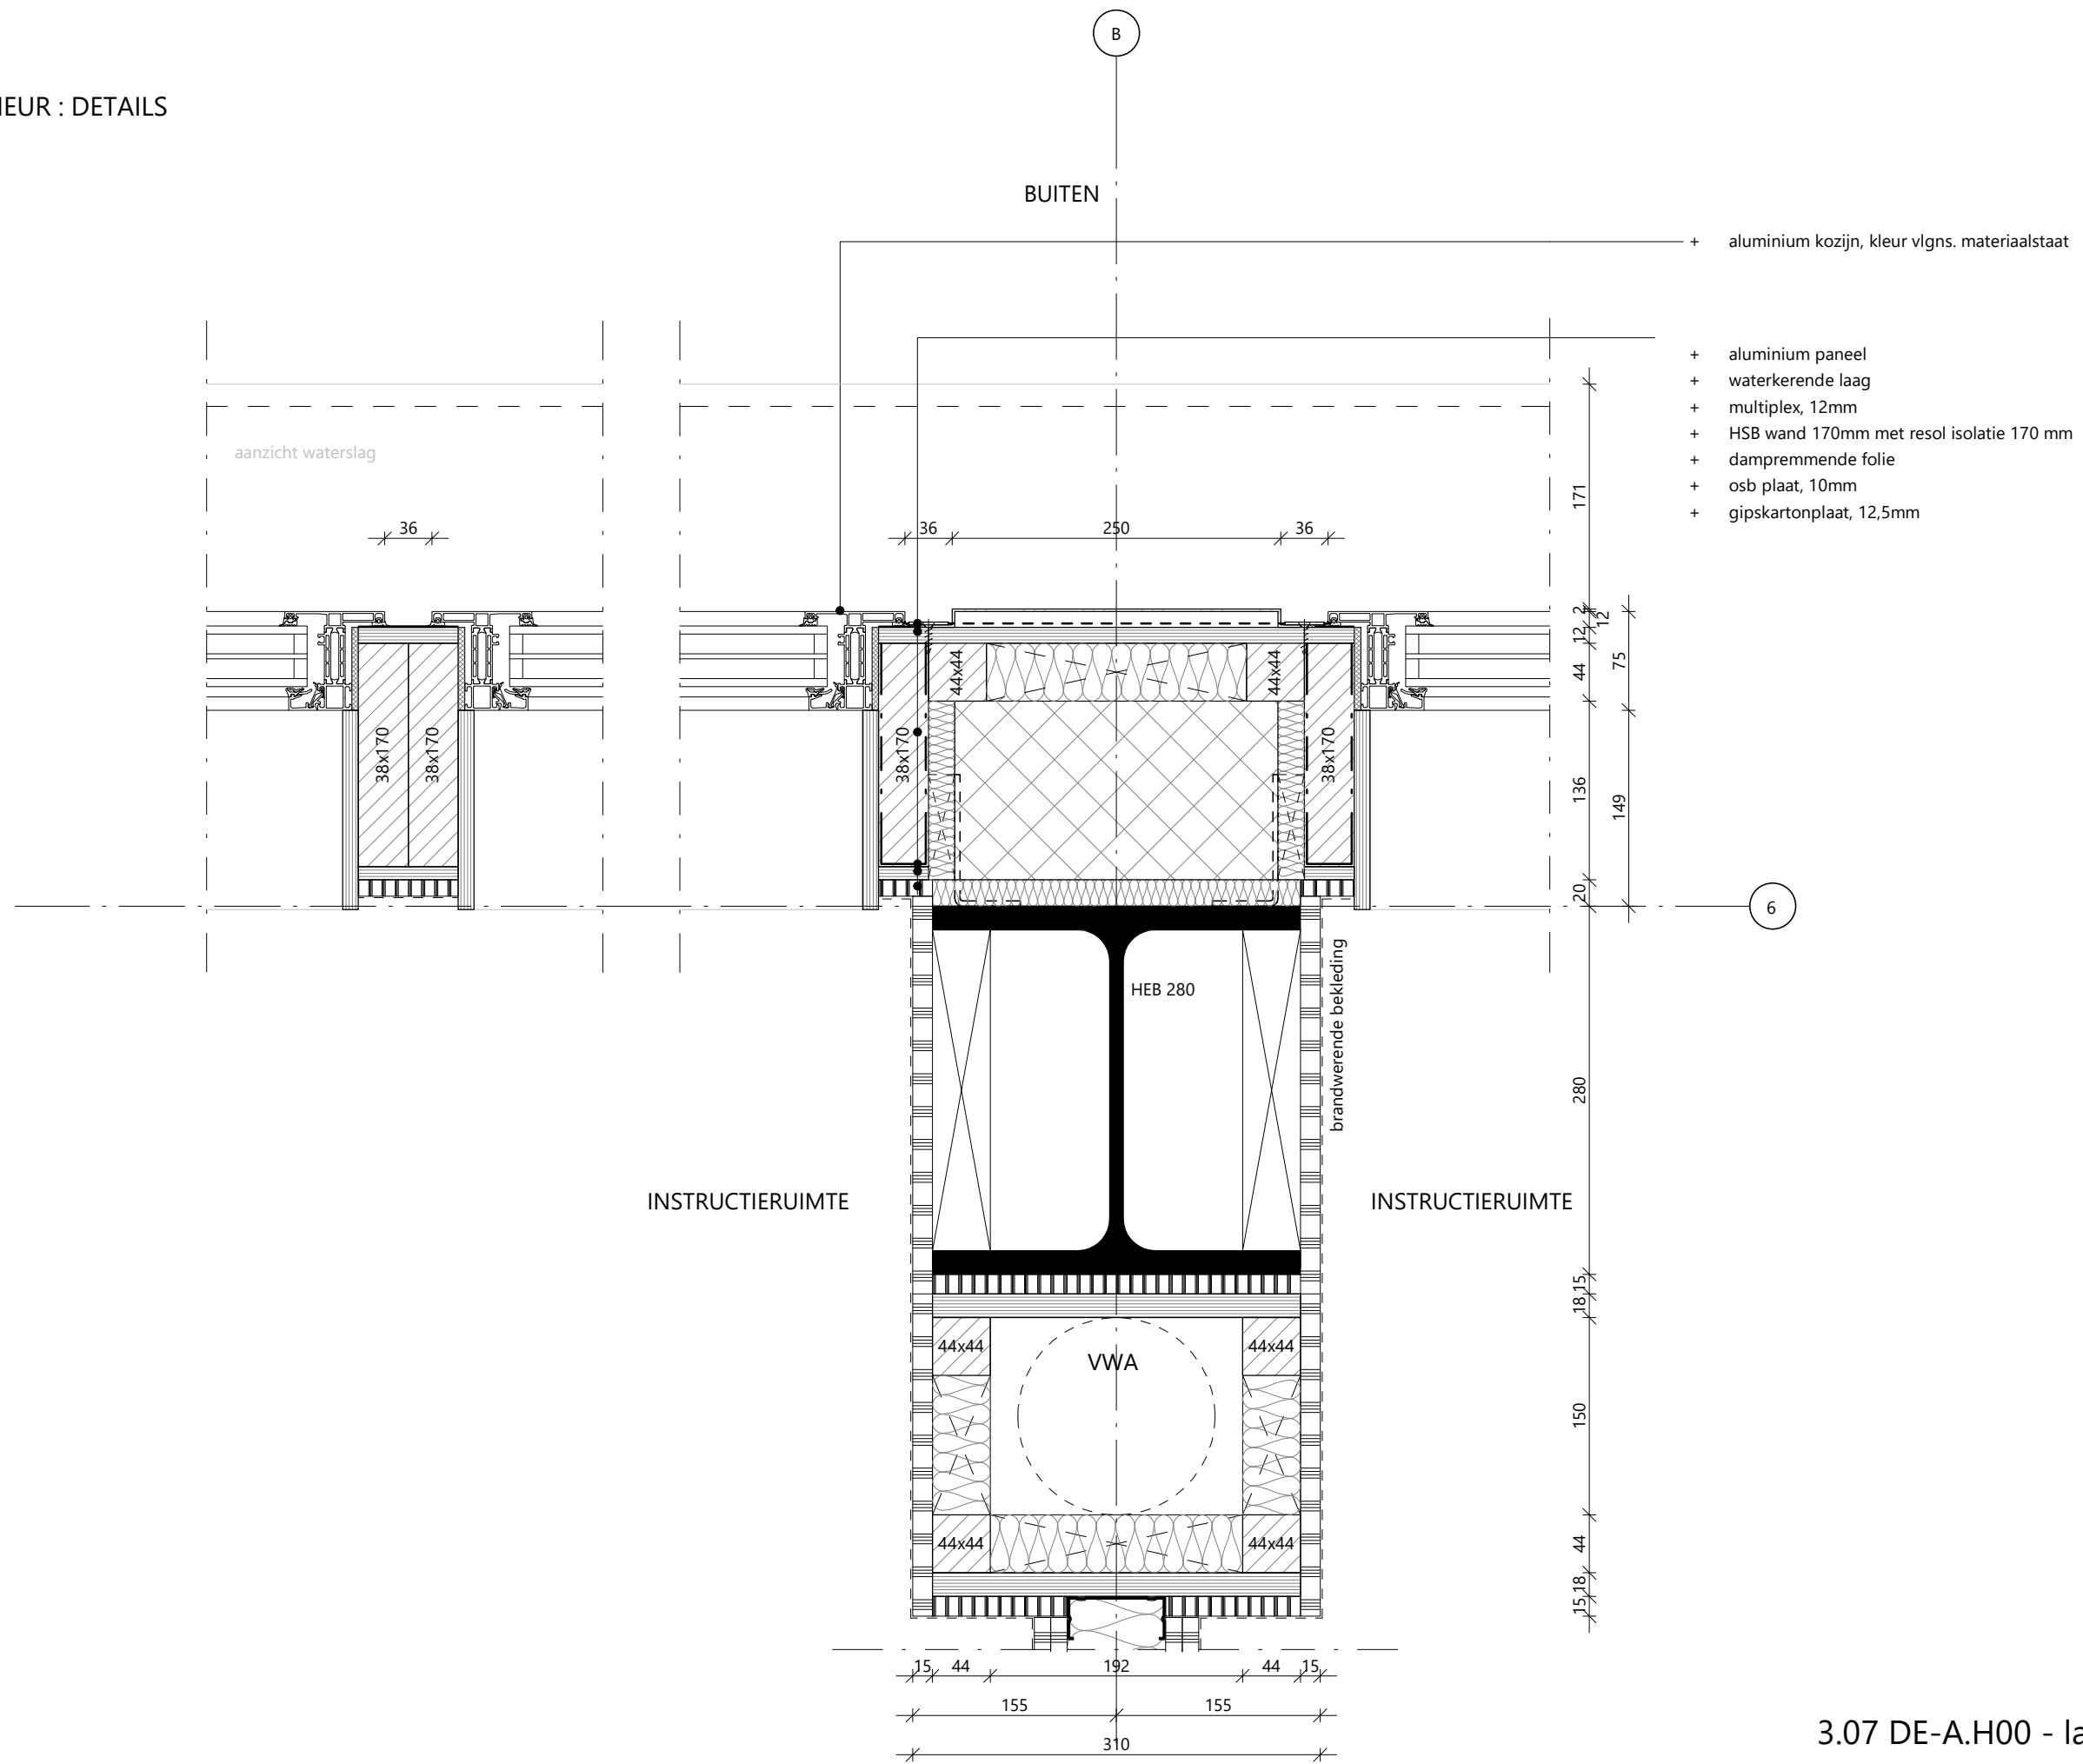 B
IEUR : DETAILS
BUITEN
+ aluminium kozijn, kleur vlgns. materiaalstaat
+ aluminium paneel
+ waterkerende laag
+ multiplex, 12mm
+ HSB wand 170mm met resol isolatie 170 mm
+ dampremmende folie
+ osb plaat, 10mm
+ gipskartonplaat, 12,5mm
aanzicht waterslag
171
36
36 250 36
2
12
12
44
75
44x44
44x44
38x170
38x170
38x170
38x170
136
149
20
6
HEB 280
brandwerende bekleding
280
INSTRUCTIERUIMTE
INSTRUCTIERUIMTE
15
18
44x44
VWA
44x44
150
44x44
44x44
44
18
15
15 44 192 44 15
155 155
310
3.07 DE-A.H00 - la